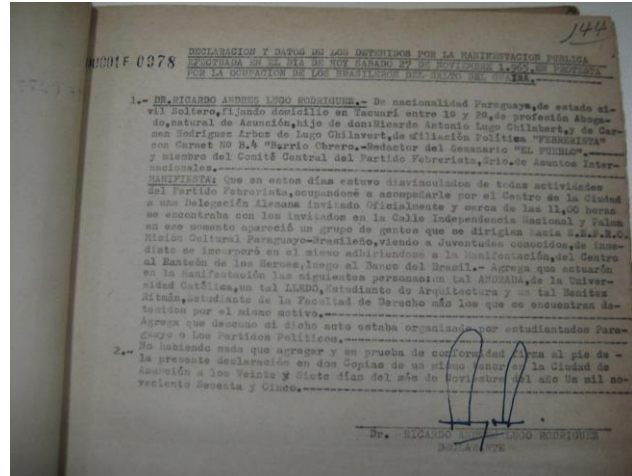 144
00001F 0978
DECLARACION Y DATOS DE LOS DETENIDOS POR LA MANIFESTACION PUBLICA
EFECTUADA EN EL DIA DE HOY SABADO 27 DE NOVIEMBRE 1.965, EN PROTESTA
POR LA OCUPACION DE LOS BRASILEROS DEL SALTO DEL GUAIRA.
1.- DR. RICARDO ANDRES LUGO RODRIGUEZ.- De nacionalidad Paraguaya, de estado ci-
vil Soltero, fijando domicilio en Tacuarí entre 19 y 20, de profesión Aboga-
do, natural de Asunción, hijo de don Ricardo Antonio Lugo Chilabert, y de Car-
men Rodríguez Arboz de Lugo Chilavert, de afiliación Política "FEBRERISTA"
con Carnet Nº B.4 "Barrio Obrero.-Redactor del Semanario "EL PUEBLO".
y miembro del Comité Central del Partido Febrerista, Srio. de Asuntos Inter-
nacionales.
MANIFIESTA: Que en estos días estuvo desvinculados de todas actividades
del Partido Febrerista, ocupandosé a acompañarle por el Centro de la Ciudad
a una Delegación Alemana invitado Oficialmente y cerca de las 11,00 horas
se encontraba con los invitados en la Calle Independencia Nacional y Palma
en ese momento apareció un grupo de gentes que se dirigían hacia
Misión Cultural Paraguayo-Brasileño, viendo a Juventudes conocidos, de inme-
diato se incorporó en el mismo adhiriendose a la Manifestación, del Centro
al Panteón de los Heroes, luego al Banco del Brasil.- Agrega que actuarón
en la Manifestación las siguientes personas: un tal ANDRADA, de la Univer-
sidad Católica, un tal LLEDO, Estudiante de Arquitectura y un tal Benitez
Ritmán, Estudiante de la Facultad de Derecho más los que se encuentran de-
tenidos por el mismo motivo.
Agrega que descono si dicho acto estaba organizado por estudiantados Para-
guayo o Los Partidos Políticos.
2.- No habiendo nada que agregar y en prueba de conformidad firma al pie de -
la presente declaración en dos Copias de un mismo tenor en la Ciudad de
Asunción a los Veinte y Siete días del més de Noviembre del año Un mil no-
veciento Sesenta y Cinco.
Dr. RICARDO ANDRES LUGO RODRIGUEZ
DECLARANTE